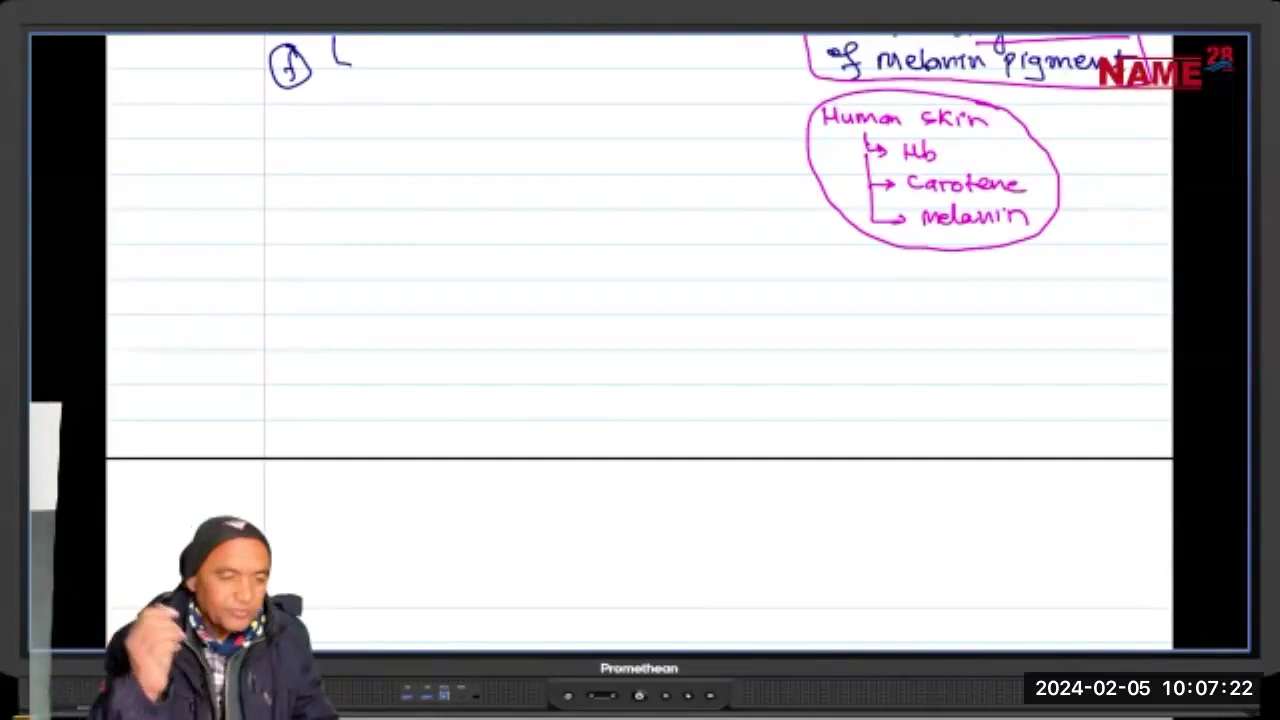 of Melanin pigment
NAME 28
Human skin
→ Hb
→ Carotene
→ Melanin
Promethean
2024-02-05 10:07:22